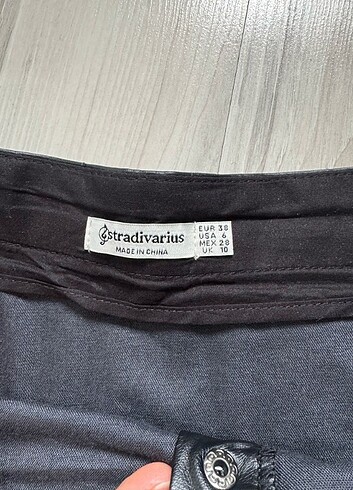 stradivarius
MADE IN CHINA
EUR 38
USA 6
MEX 28
UK 10